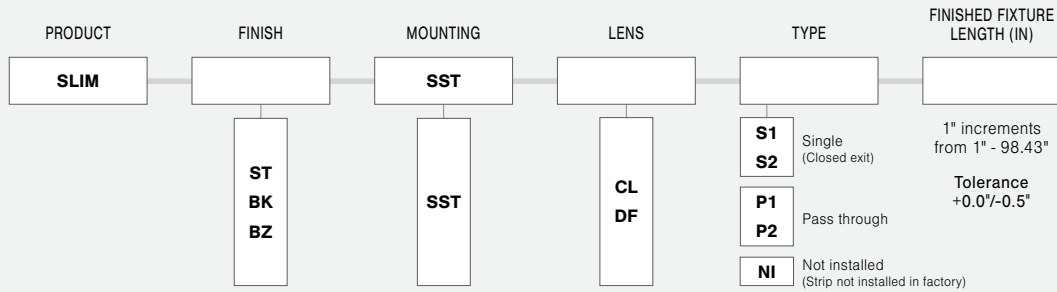 PRODUCT
FINISH
MOUNTING
LENS
TYPE
FINISHED FIXTURE
LENGTH (IN)
SLIM
SST
ST
BK
BZ
SST
CL
DF
S1
S2
Single
(Closed exit)
P1
P2
Pass through
NI
Not installed
(Strip not installed in factory)
1" increments
from 1" - 98.43"
Tolerance
+0.0"/-0.5"